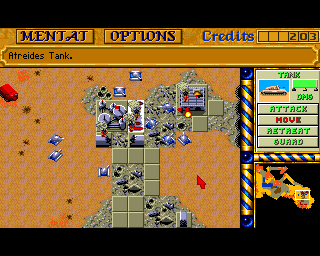 MENTAT OPTIONS Credits 203
Atreides Tank.
TANK
DMG
ATTACK
MOVE
RETREAT
GUARD